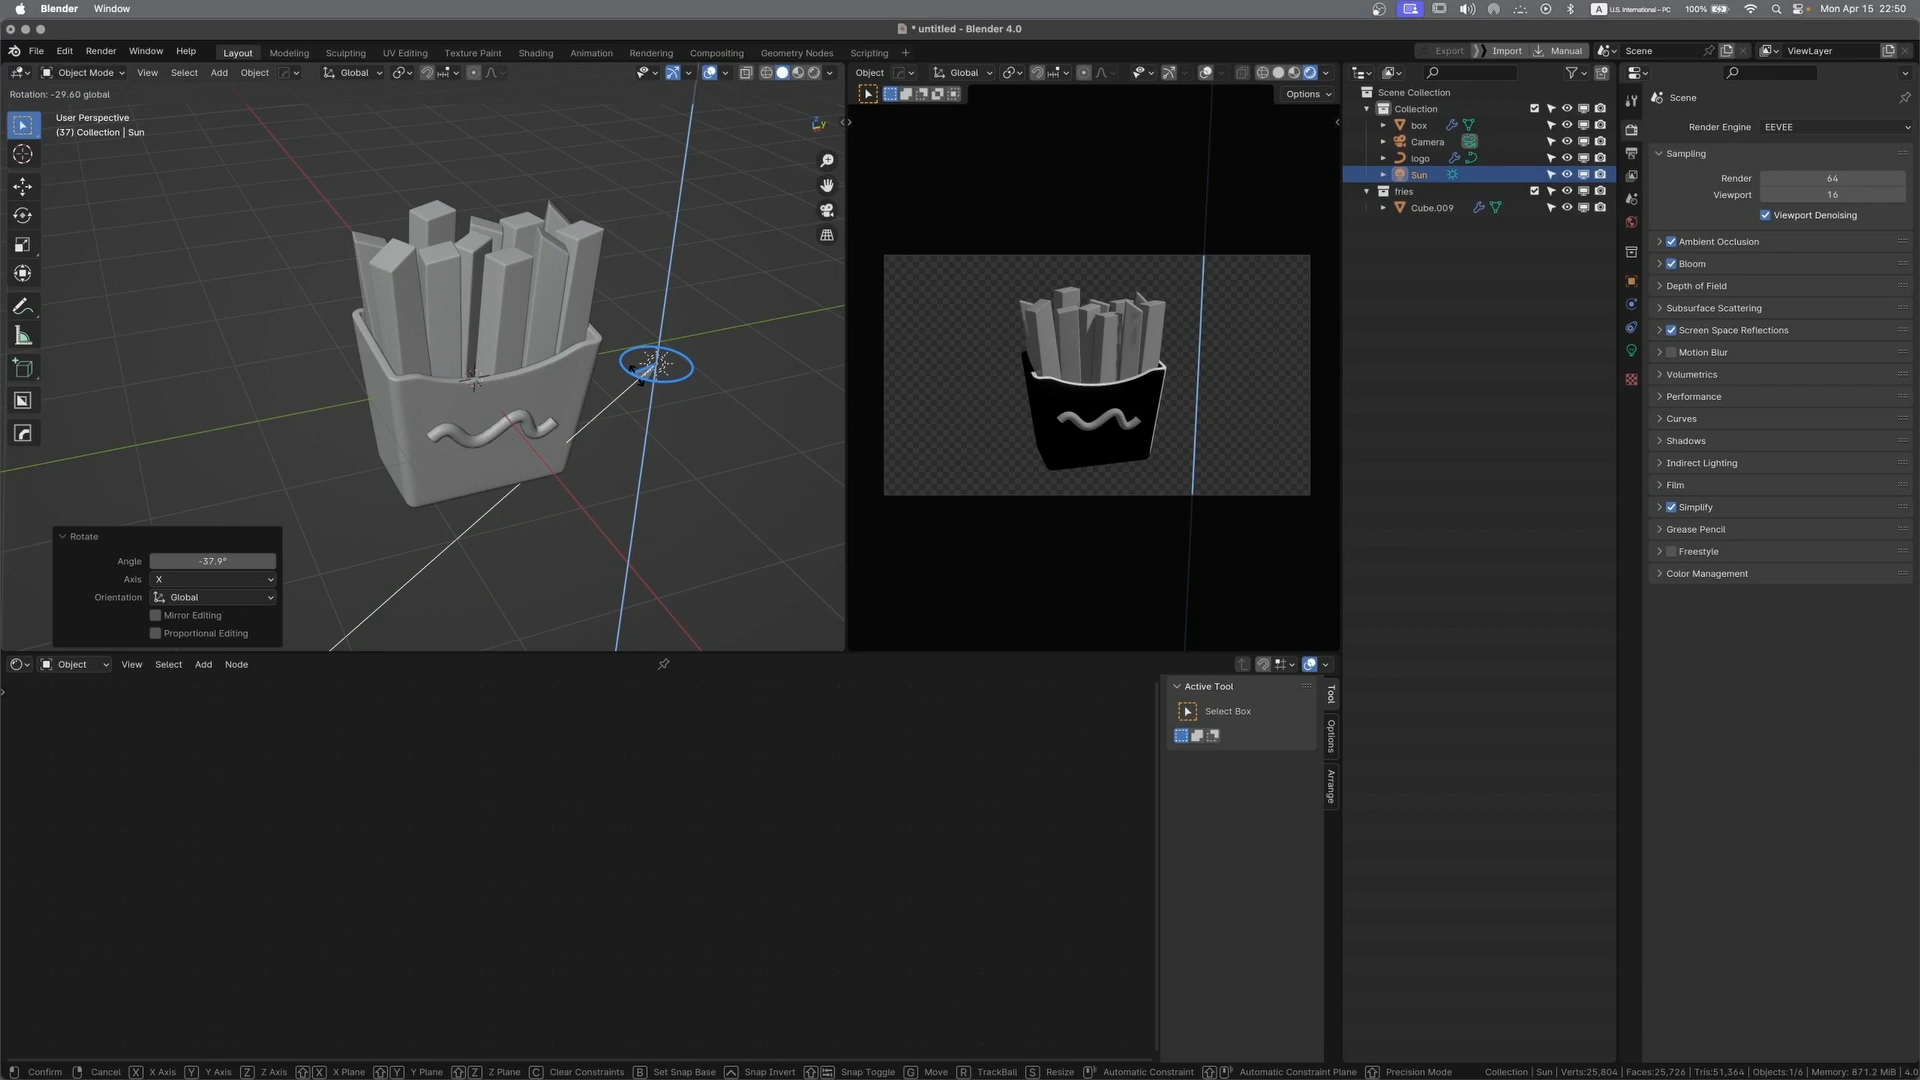 Blender Window
A U.S. International – PC 100% Mon Apr 15 22:50
* untitled - Blender 4.0
File Edit Render Window Help Layout Modeling Sculpting UV Editing Texture Paint Shading Animation Rendering Compositing Geometry Nodes Scripting +
Export Import Manual Scene ViewLayer
Object Mode View Select Add Object Global
Object Global
Rotation: -29.60 global
Options
User Perspective
(37) Collection | Sun
Scene Collection
Collection
box
Camera
logo
Sun
fries
Cube.009
Scene
Render Engine EEVEE
Sampling
Render 64
Viewport 16
Viewport Denoising
Ambient Occlusion
Bloom
Depth of Field
Subsurface Scattering
Screen Space Reflections
Motion Blur
Volumetrics
Performance
Curves
Shadows
Indirect Lighting
Film
Simplify
Grease Pencil
Freestyle
Color Management
Rotate
Angle -37.9°
Axis X
Orientation Global
Mirror Editing
Proportional Editing
Object View Select Add Node
Active Tool
Select Box
Tool
Options
Arrange
Confirm Cancel X X Axis Y Y Axis Z Z Axis X X Plane Y Y Plane Z Z Plane C Clear Constraints B Set Snap Base Snap Invert Snap Toggle G Move R TrackBall S Resize Automatic Constraint Automatic Constraint Plane Precision Mode Collection | Sun | Verts:25,804 | Faces:25,726 | Tris:51,364 | Objects:1/6 | Memory: 871.2 MiB | 4.0